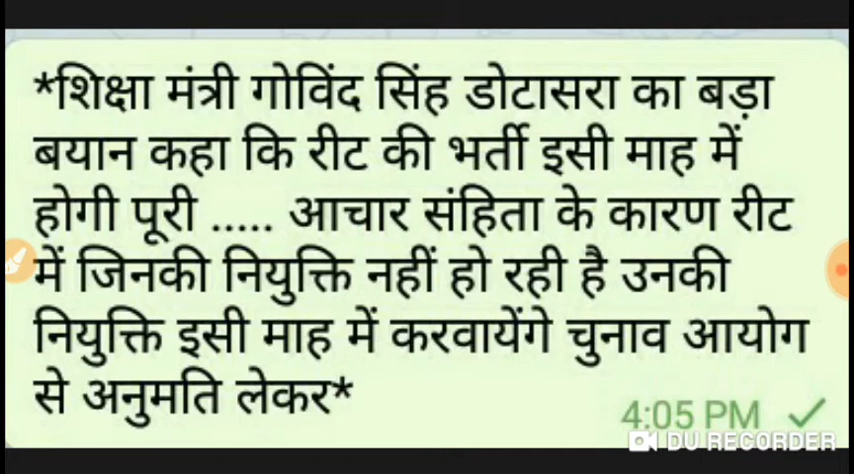 *शिक्षा मंत्री गोविंद सिंह डोटासरा का बड़ा
बयान कहा कि रीट की भर्ती इसी माह में
होगी पूरी ..... आचार संहिता के कारण रीट
में जिनकी नियुक्ति नहीं हो रही है उनकी
नियुक्ति इसी माह में करवायेंगे चुनाव आयोग
से अनुमति लेकर*
4:05 PM
DU RECORDER